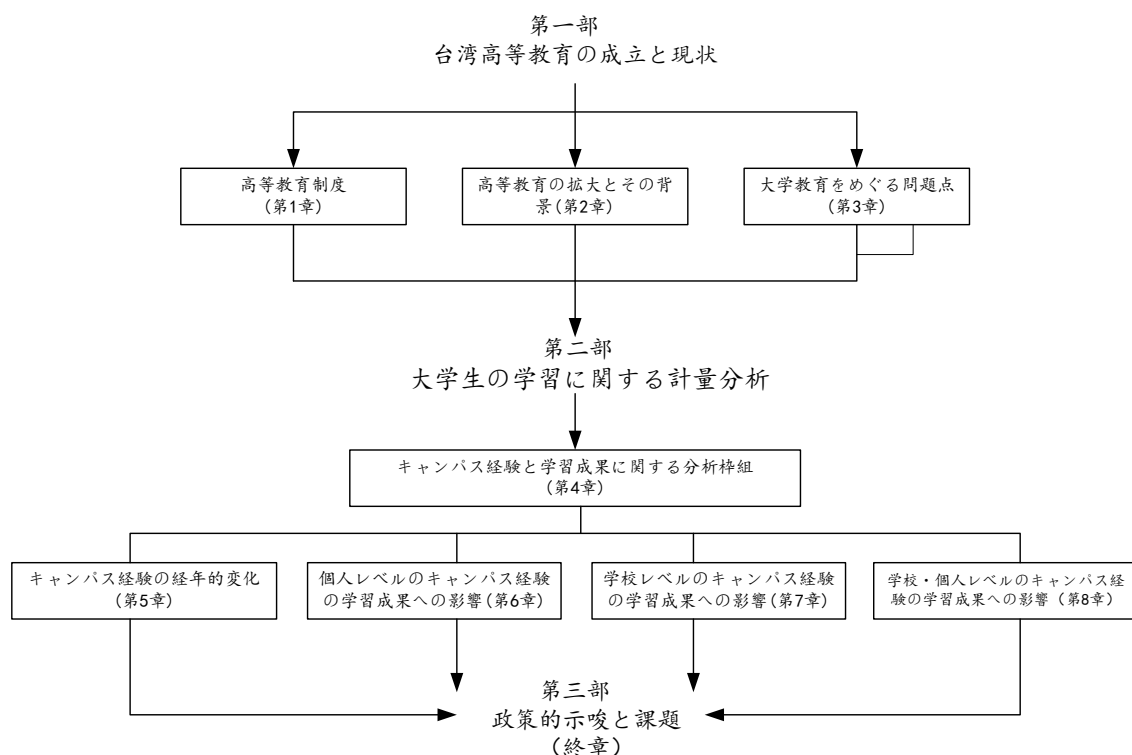 第一部
台湾高等教育の成立と現状
高等教育制度
(第1章)
高等教育の拡大とその背
景(第2章)
大学教育をめぐる問題点
(第3章)
第二部
大学生の学習に関する計量分析
キャンパス経験と学習成果に関する分析枠組
(第4章)
キャンパス経験の経年的変化
(第5章)
個人レベルのキャンパス経験
の学習成果への影響(第6章)
学校レベルのキャンパス経験
の学習成果への影響(第7章)
学校・個人レベルのキャンパス経
験の学習成果への影響（第8章）
第三部
政策的示唆と課題
(終章)